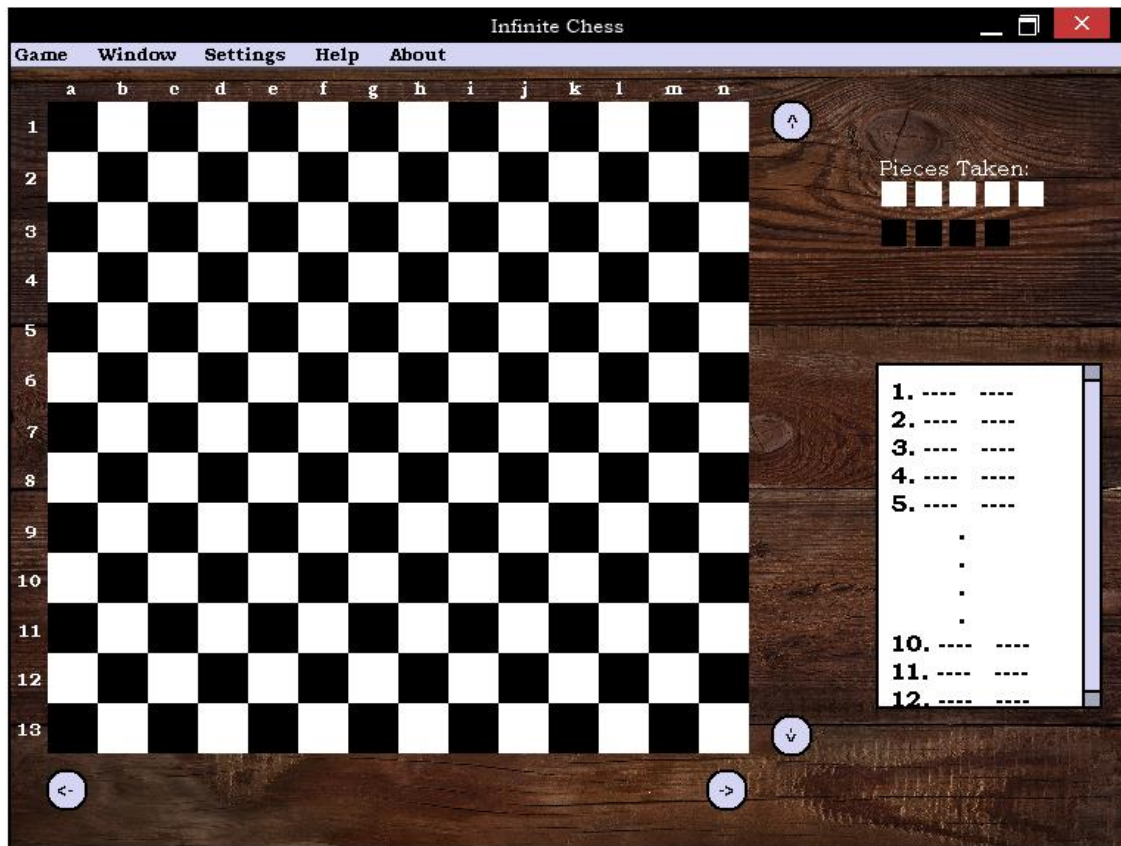 Infinite Chess
Game Window Settings Help About
a b c d e f g h i j k l m n
1
2
3
4
5
6
7
8
9
10
11
12
13
Pieces Taken:
1. ---- ----
2. ---- ----
3. ---- ----
4. ---- ----
5. ---- ----
.
.
.
.
10. ---- ----
11. ---- ----
12. ---- ----
^
v
<- ->